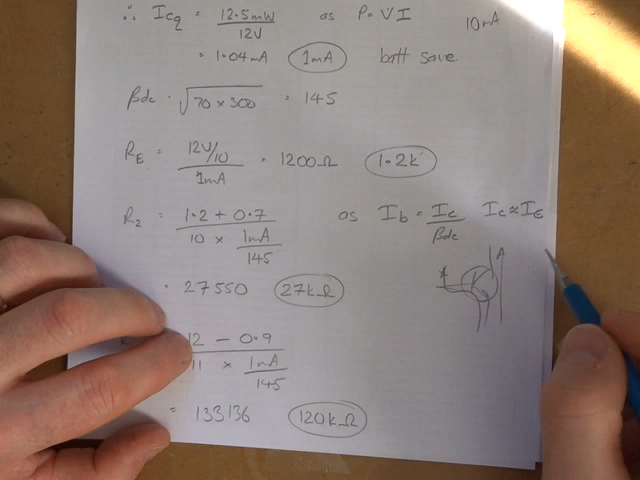 ∴ Icq = 12.5mW / 12V as P=VI 10mA
= 1.04mA 1mA batt save
βdc = √70 x 300 = 145
RE = 12V/10 / 1mA = 1200Ω 1.2k
R2 = 1.2 + 0.7 / 10 x 1mA / 145 as Ib = Ic / βdc Ic ≈ IE
= 27550 27kΩ
A
12 - 0.9 / 11 x 1mA / 145
= 133136 120kΩ